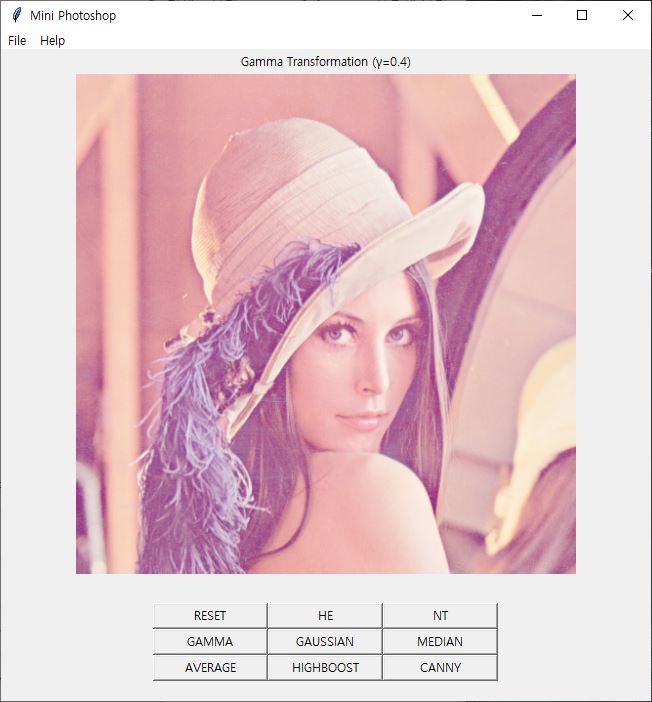 Mini Photoshop
File Help
Gamma Transformation (γ=0.4)
RESET HE NT
GAMMA GAUSSIAN MEDIAN
AVERAGE HIGHBOOST CANNY